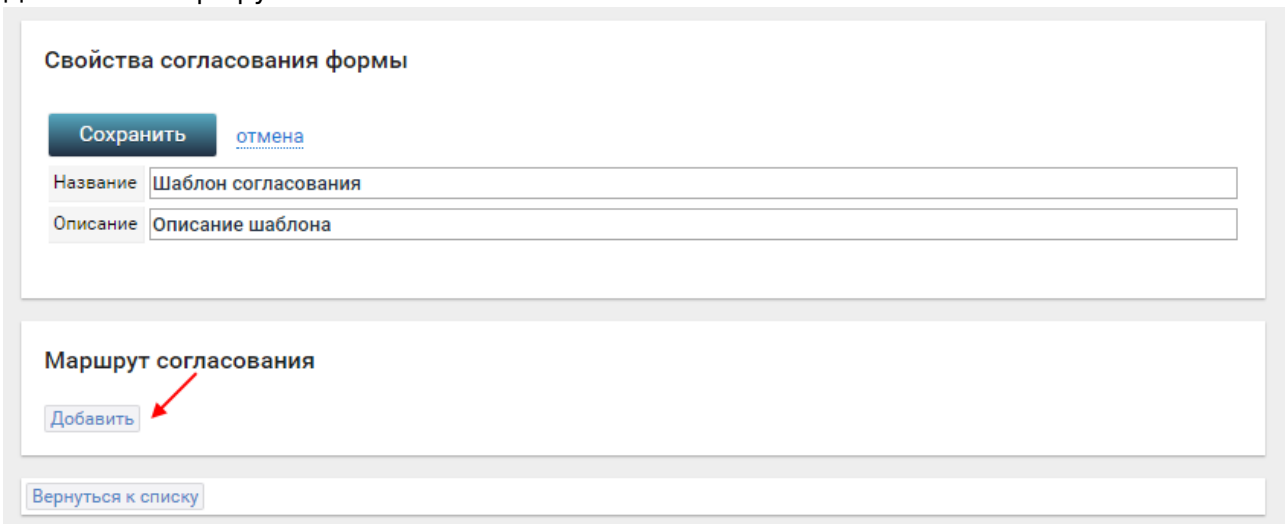 Свойства согласования формы
Сохранить отмена
Название Шаблон согласования
Описание Описание шаблона
Маршрут согласования
Добавить
Вернуться к списку